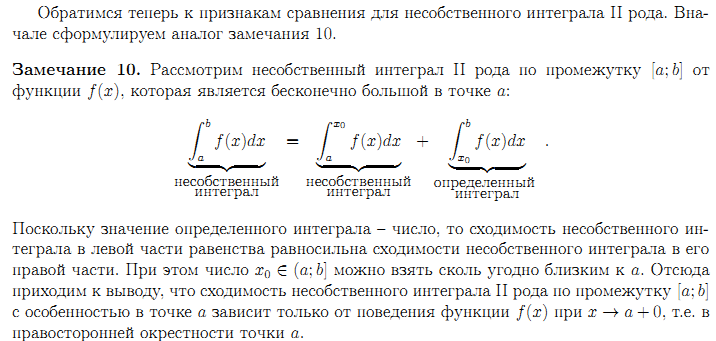 Обратимся теперь к признакам сравнения для несобственного интеграла II рода. Вна-
чале сформулируем аналог замечания 10.
Замечание 10. Рассмотрим несобственный интеграл II рода по промежутку [a; b] от
функции f(x), которая является бесконечно большой в точке a:
∫_a^b f(x)dx = ∫_a^{x_0} f(x)dx + ∫_{x_0}^b f(x)dx .
несобственный интеграл несобственный интеграл определенный интеграл
Поскольку значение определенного интеграла – число, то сходимость несобственного ин-
теграла в левой части равенства равносильна сходимости несобственного интеграла в его
правой части. При этом число x_0 ∈ (a; b] можно взять сколь угодно близким к a. Отсюда
приходим к выводу, что сходимость несобственного интеграла II рода по промежутку [a; b]
с особенностью в точке a зависит только от поведения функции f(x) при x → a + 0, т.е. в
правосторонней окрестности точки a.